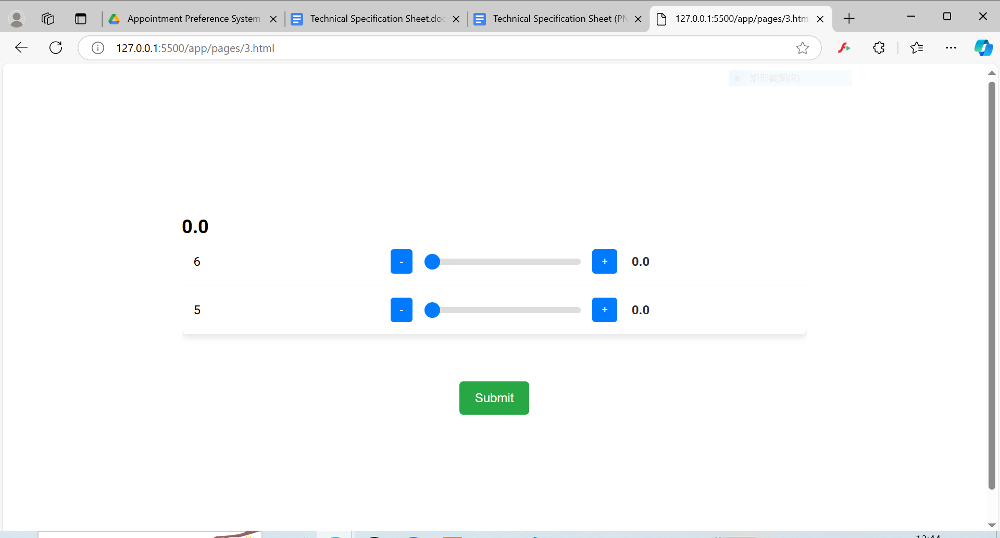 Appointment Preference System
Technical Specification Sheet.doc
Technical Specification Sheet (PN
127.0.0.1:5500/app/pages/3.htm
127.0.0.1:5500/app/pages/3.html
矩形截图(R)
0.0
6 - + 0.0
5 - + 0.0
Submit